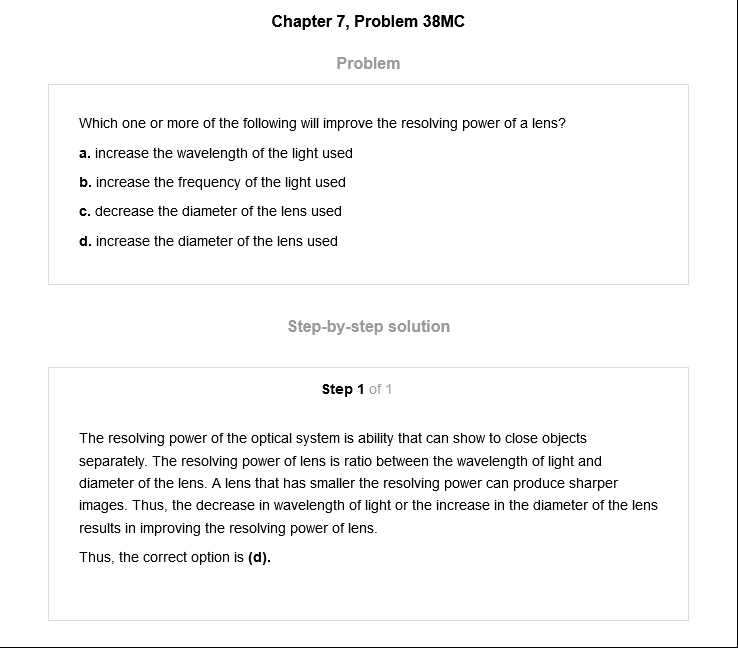 Chapter 7, Problem 38MC
Problem
Which one or more of the following will improve the resolving power of a lens?
a. increase the wavelength of the light used
b. increase the frequency of the light used
c. decrease the diameter of the lens used
d. increase the diameter of the lens used
Step-by-step solution
Step 1 of 1
The resolving power of the optical system is ability that can show to close objects
separately. The resolving power of lens is ratio between the wavelength of light and
diameter of the lens. A lens that has smaller the resolving power can produce sharper
images. Thus, the decrease in wavelength of light or the increase in the diameter of the lens
results in improving the resolving power of lens.
Thus, the correct option is (d).